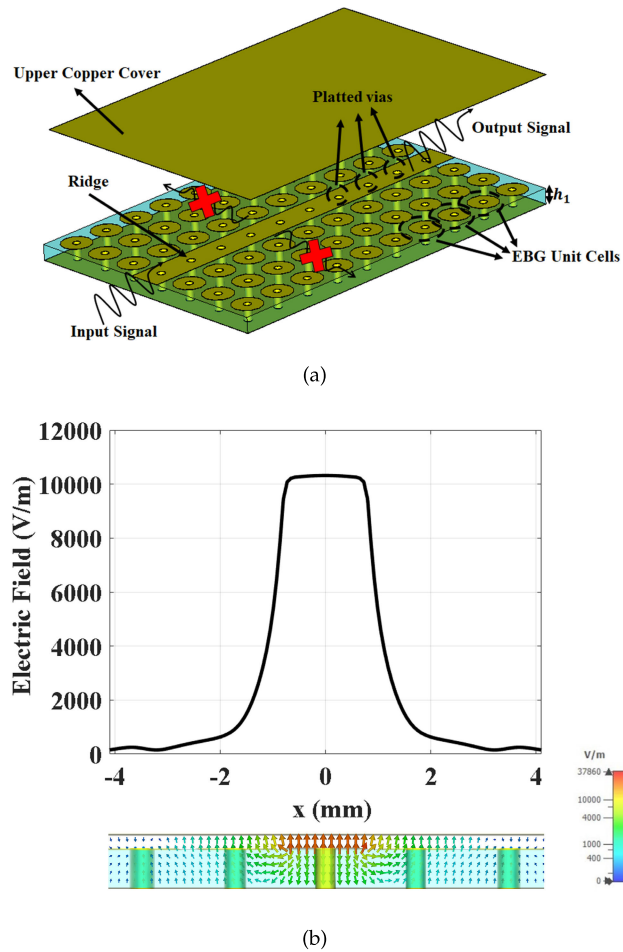 Upper Copper Cover
Platted vias
Output Signal
Ridge
h1
EBG Unit Cells
Input Signal
(a)
12000
10000
8000
6000
4000
2000
0
Electric Field (V/m)
-4
-2
0
2
4
x (mm)
V/m
37860
10000
4000
1000
400
0
(b)